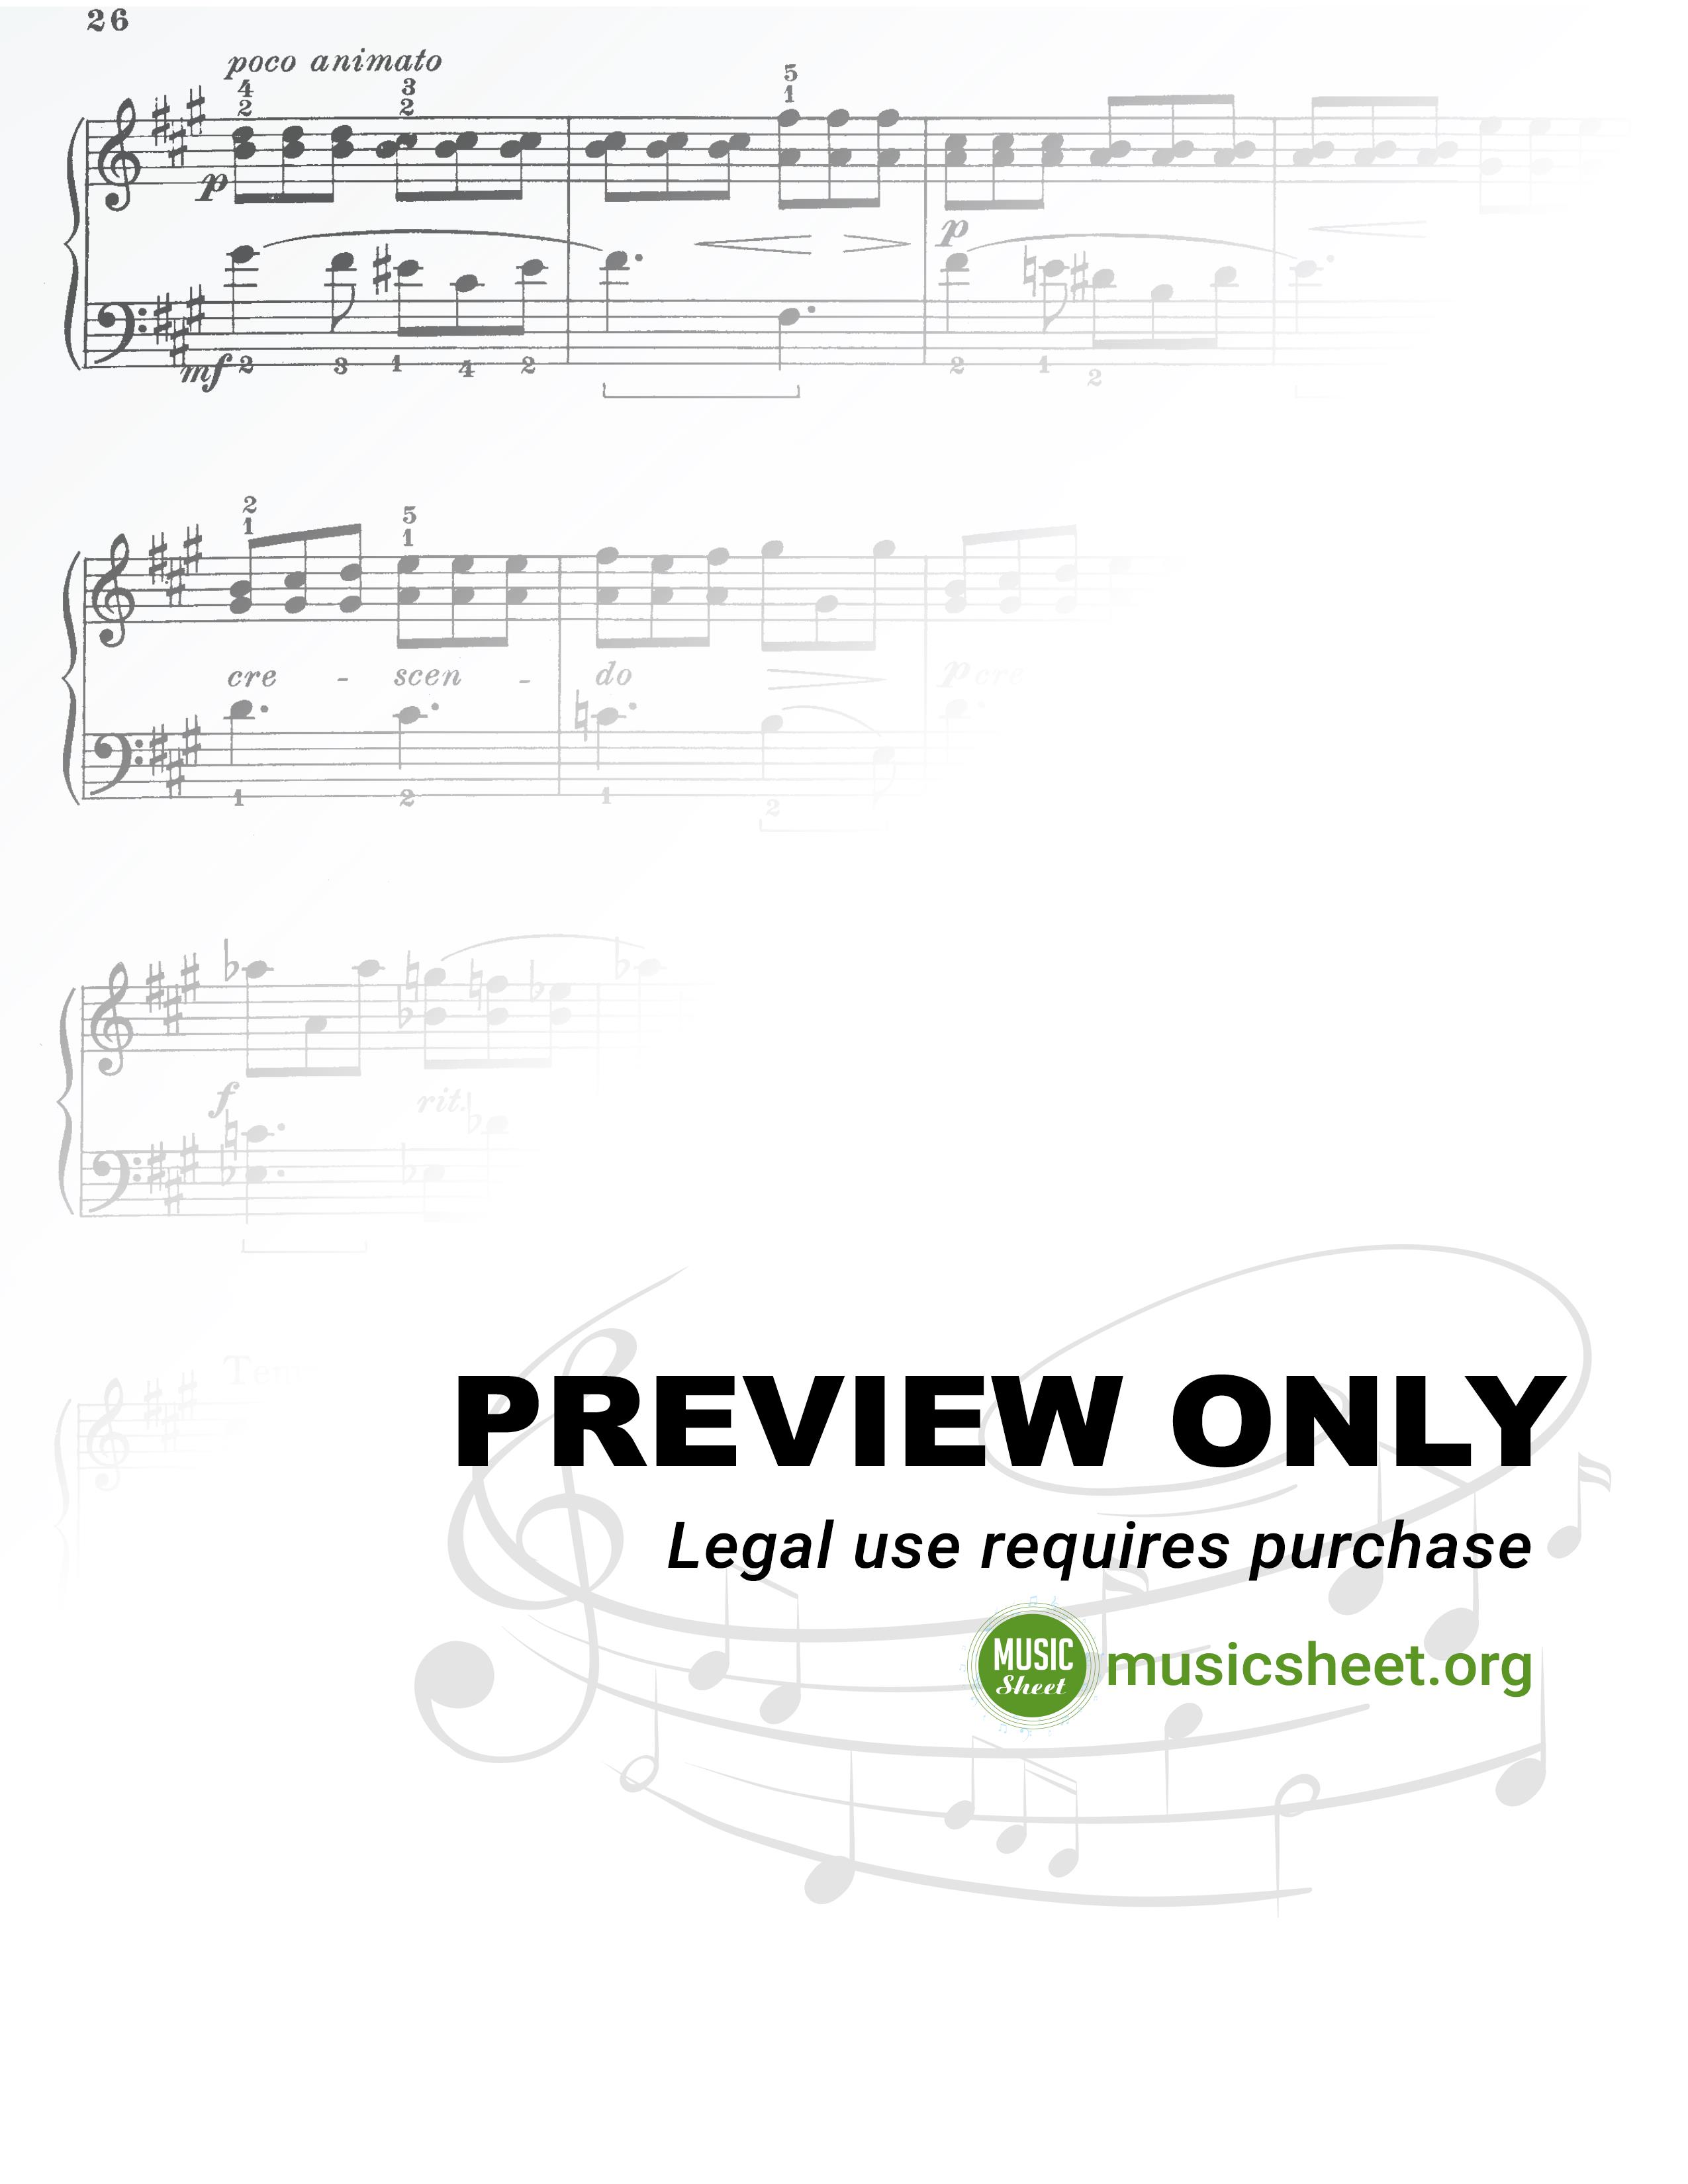 26
poco animato
4 3 5
2 2 1
p
p
mf 2 3 1 4 2 2 1 2
2 5
1 1
cre - scen - do p cre
1 2 1 2
f rit.
Tem
PREVIEW ONLY
Legal use requires purchase
MUSIC
Sheet
musicsheet.org